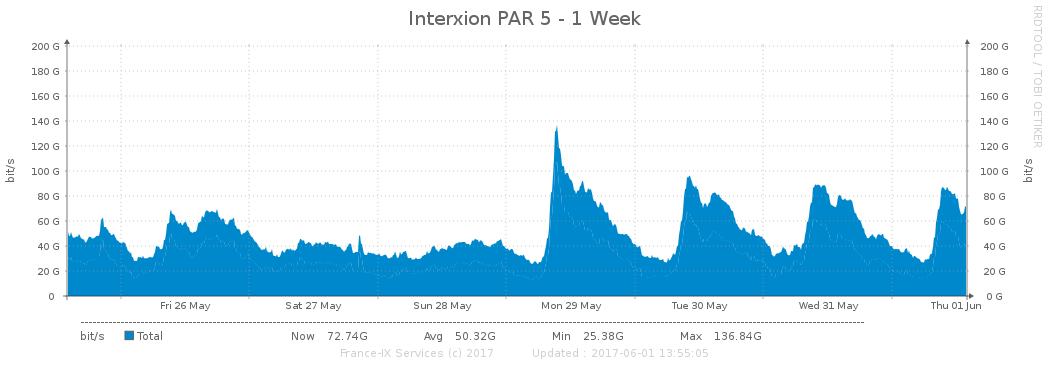 Interxion PAR 5 - 1 Week
RRDTOOL / TOBI OETIKER
bit/s
200 G 200 G
180 G 180 G
160 G 160 G
140 G 140 G
120 G 120 G
100 G 100 G
80 G 80 G
60 G 60 G
40 G 40 G
20 G 20 G
0 0 G
bit/s
Fri 26 May Sat 27 May Sun 28 May Mon 29 May Tue 30 May Wed 31 May Thu 01 Jun
bit/s Total Now 72.74G Avg 50.32G Min 25.38G Max 136.84G
France-IX Services (c) 2017 Updated : 2017-06-01 13:55:05